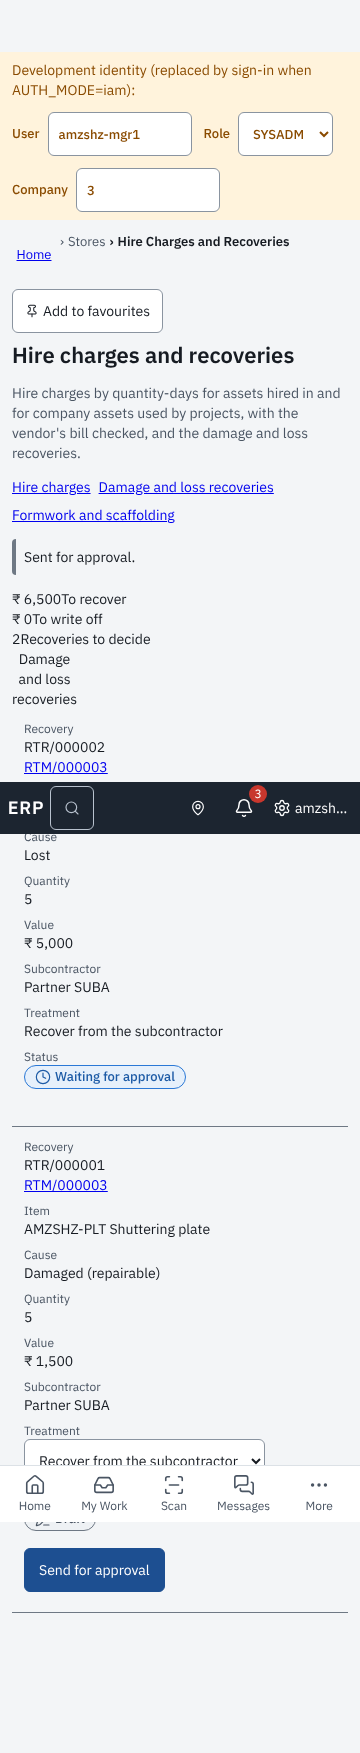 Development identity (replaced by sign-in when
AUTH_MODE=iam):
User amzshz-mgr1 Role SYSADM
Company 3
Home › Stores › Hire Charges and Recoveries
Add to favourites
Hire charges and recoveries
Hire charges by quantity-days for assets hired in and
for company assets used by projects, with the
vendor's bill checked, and the damage and loss
recoveries.
Hire charges Damage and loss recoveries
Formwork and scaffolding
Sent for approval.
₹ 6,500To recover
₹ 0To write off
2Recoveries to decide
Damage
and loss
recoveries
Recovery
RTR/000002
RTM/000003
ERP 3 amzsh...
Cause
Lost
Quantity
5
Value
₹ 5,000
Subcontractor
Partner SUBA
Treatment
Recover from the subcontractor
Status
Waiting for approval
Recovery
RTR/000001
RTM/000003
Item
AMZSHZ-PLT Shuttering plate
Cause
Damaged (repairable)
Quantity
5
Value
₹ 1,500
Subcontractor
Partner SUBA
Treatment
Recover from the subcontractor
Home My Work Scan Messages More
Send for approval